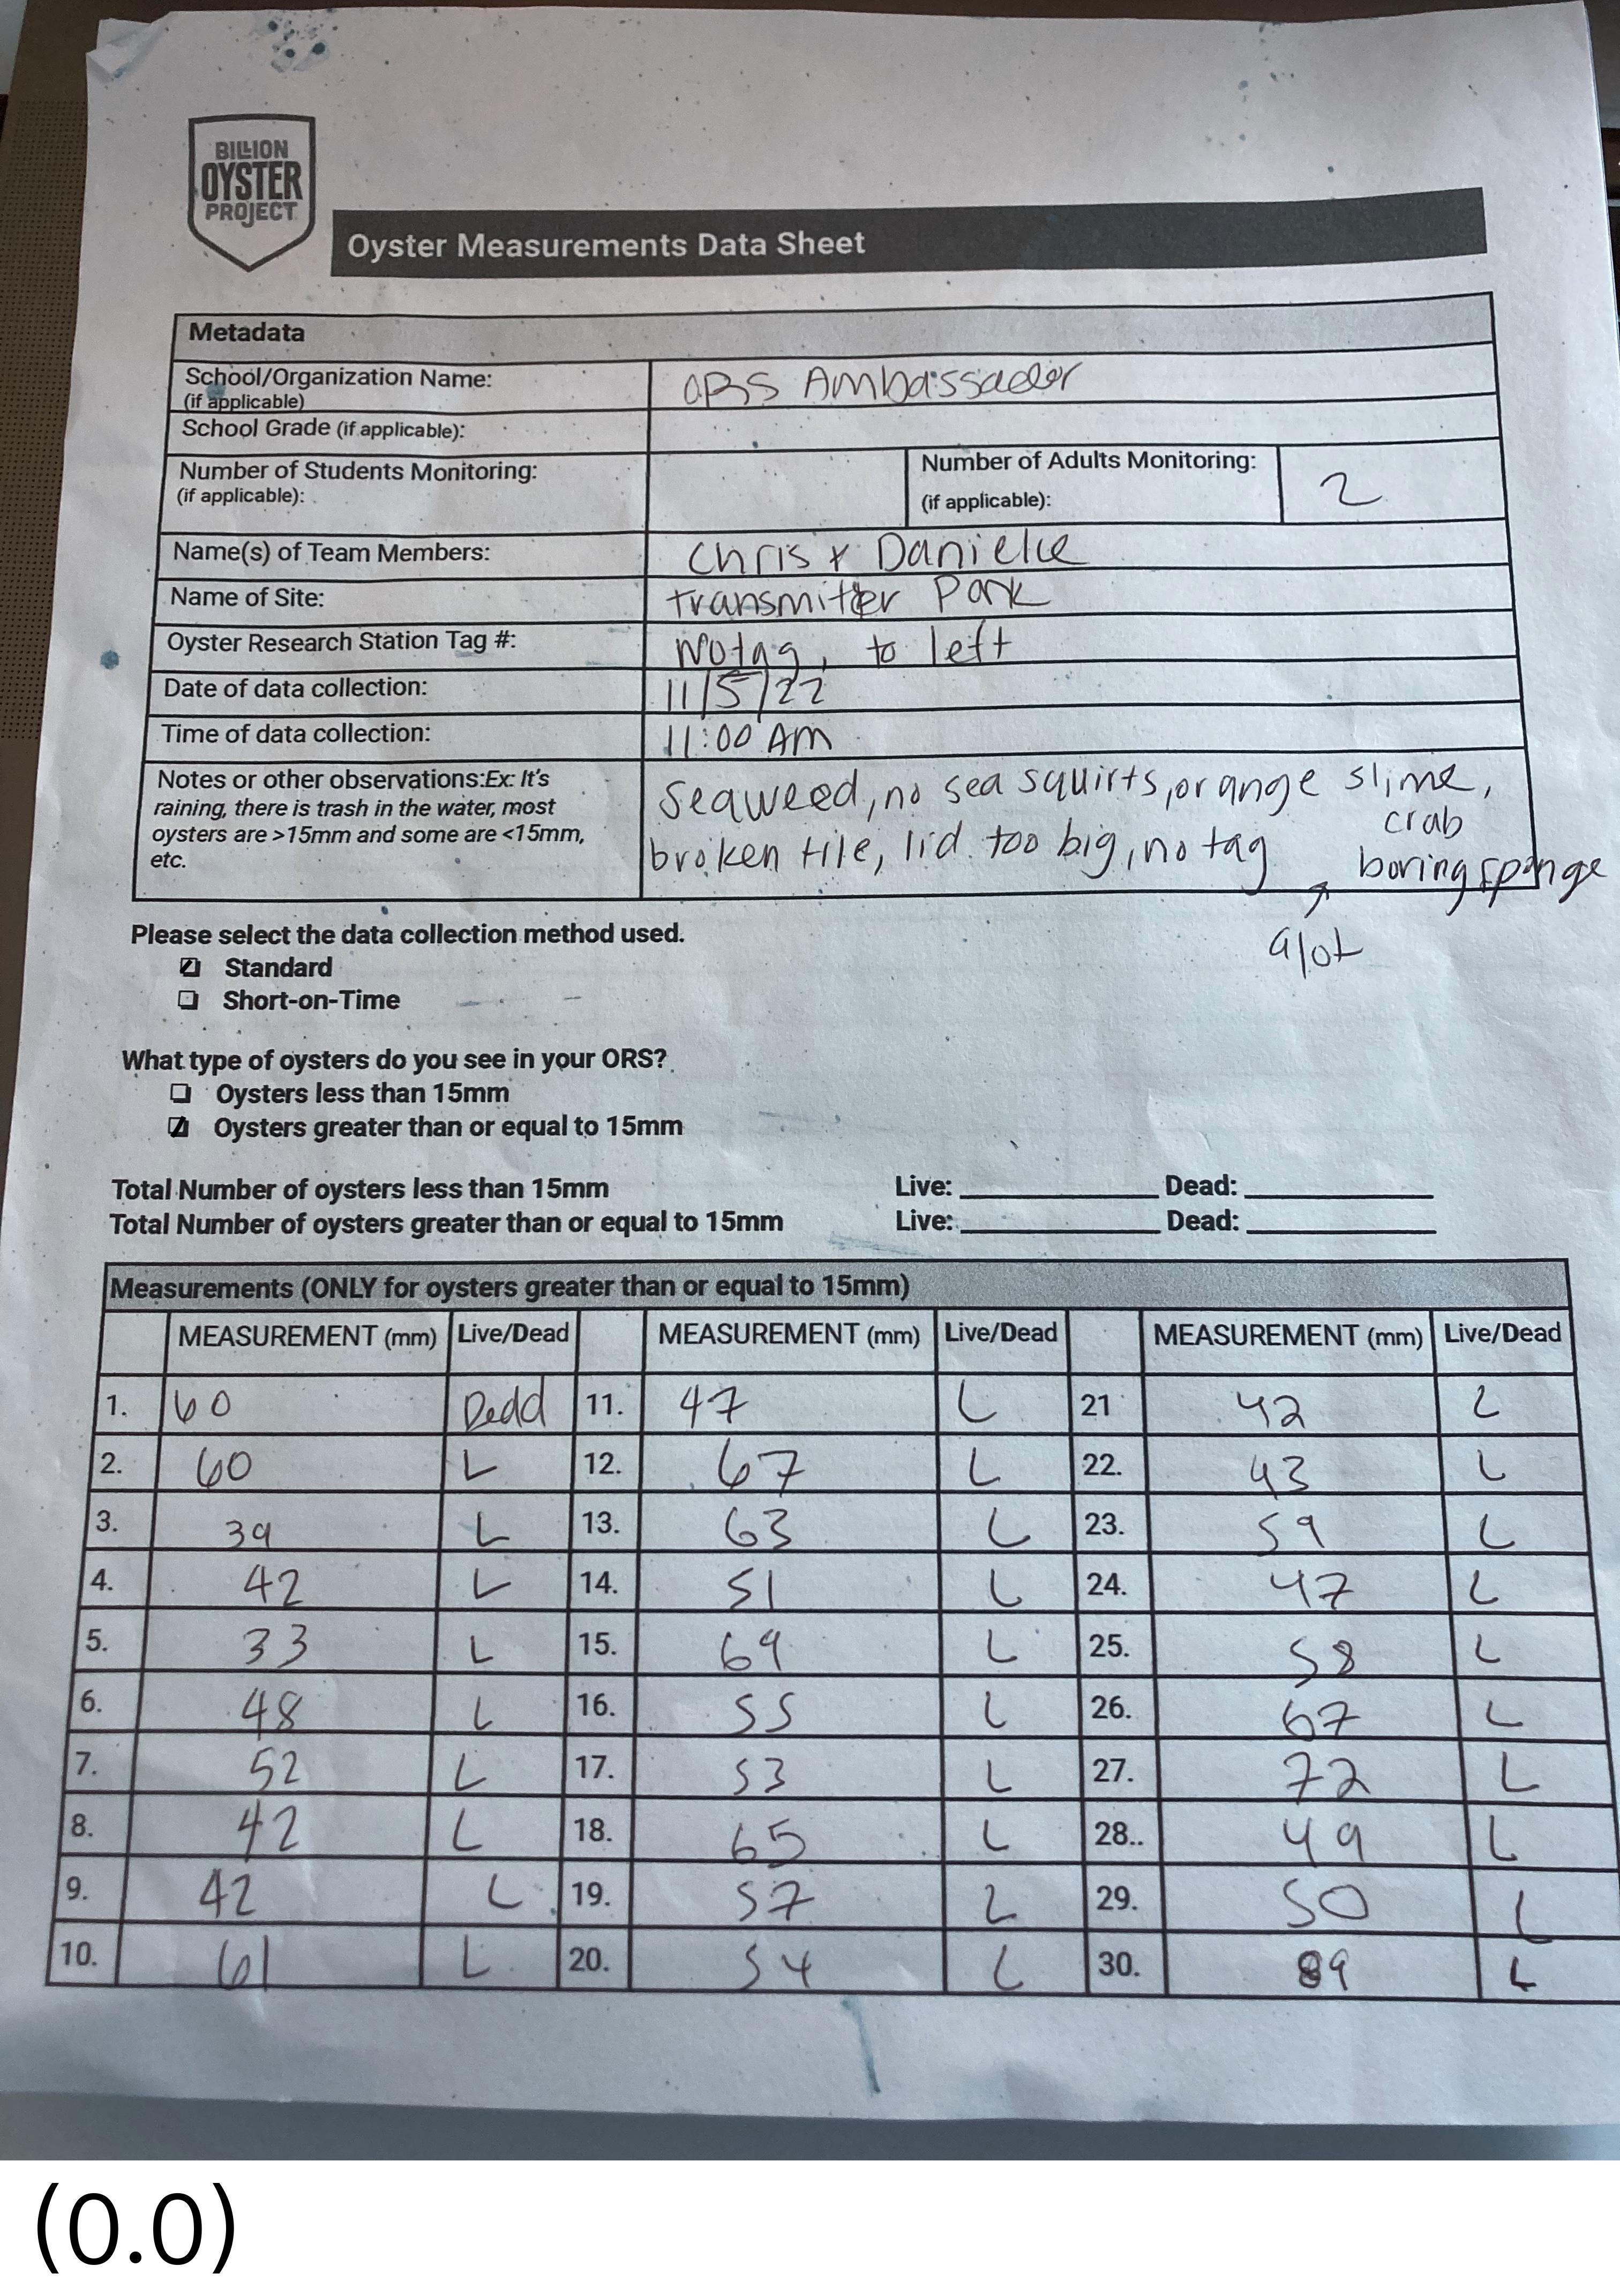 BILLION
OYSTER
PROJECT
Oyster Measurements Data Sheet
Metadata
School/Organization Name:
(if applicable)
ORS Ambassador
School Grade (if applicable):
Number of Students Monitoring:
(if applicable):
Number of Adults Monitoring:
(if applicable):
2
Name(s) of Team Members:
Chris & Danielle
Name of Site:
Transmitter Park
Oyster Research Station Tag #:
No tag, to left
Date of data collection:
11/5/22
Time of data collection:
11:00 AM
Notes or other observations:Ex: It's
raining, there is trash in the water, most
oysters are >15mm and some are <15mm,
etc.
Seaweed, no sea squirts, orange slime,
crab
broken tile, lid too big, no tag
boring sponge
alot
Please select the data collection method used.
Standard
Short-on-Time
What type of oysters do you see in your ORS?
Oysters less than 15mm
Oysters greater than or equal to 15mm
Total Number of oysters less than 15mm Live: Dead:
Total Number of oysters greater than or equal to 15mm Live: Dead:
Measurements (ONLY for oysters greater than or equal to 15mm)
MEASUREMENT (mm) Live/Dead MEASUREMENT (mm) Live/Dead MEASUREMENT (mm) Live/Dead
1. 60 Dead 11. 47 L 21 42 L
2. 60 L 12. 67 L 22. 43 L
3. 39 L 13. 63 L 23. 59 L
4. 42 L 14. 51 L 24. 47 L
5. 33 L 15. 69 L 25. 58 L
6. 48 L 16. 55 L 26. 67 L
7. 52 L 17. 53 L 27. 72 L
8. 42 L 18. 65 L 28.. 49 L
9. 42 L 19. 57 L 29. 50 L
10. 61 L 20. 54 L 30. 89 L
(0.0)